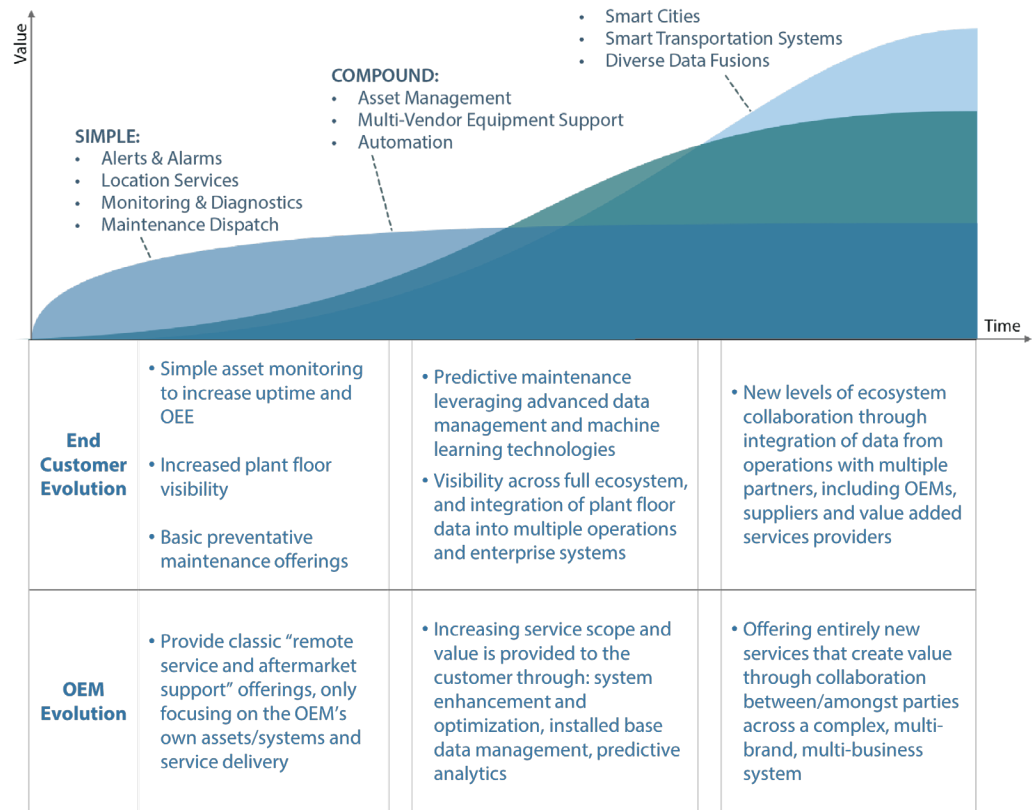 Value
• Smart Cities
• Smart Transportation Systems
• Diverse Data Fusions
COMPOUND:
• Asset Management
• Multi-Vendor Equipment Support
• Automation
SIMPLE:
• Alerts & Alarms
• Location Services
• Monitoring & Diagnostics
• Maintenance Dispatch
Time
End
Customer
Evolution
• Simple asset monitoring
to increase uptime and
OEE
• Increased plant floor
visibility
• Basic preventative
maintenance offerings
• Predictive maintenance
leveraging advanced data
management and machine
learning technologies
• Visibility across full ecosystem,
and integration of plant floor
data into multiple operations
and enterprise systems
• New levels of ecosystem
collaboration through
integration of data from
operations with multiple
partners, including OEMs,
suppliers and value added
services providers
OEM
Evolution
• Provide classic “remote
service and aftermarket
support” offerings, only
focusing on the OEM’s
own assets/systems and
service delivery
• Increasing service scope and
value is provided to the
customer through: system
enhancement and
optimization, installed base
data management, predictive
analytics
• Offering entirely new
services that create value
through collaboration
between/amongst parties
across a complex, multi-
brand, multi-business
system